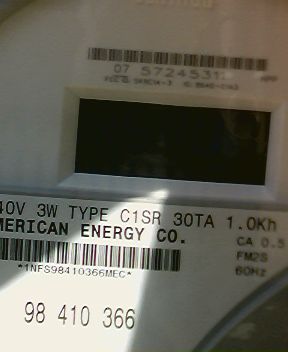 07 5724531
40V 3W TYPE C1SR 30TA 1.0Kh
MERICAN ENERGY CO.
CA 0.5
FM2S
60Hz
*1NFS98410366MEC*
98 410 366